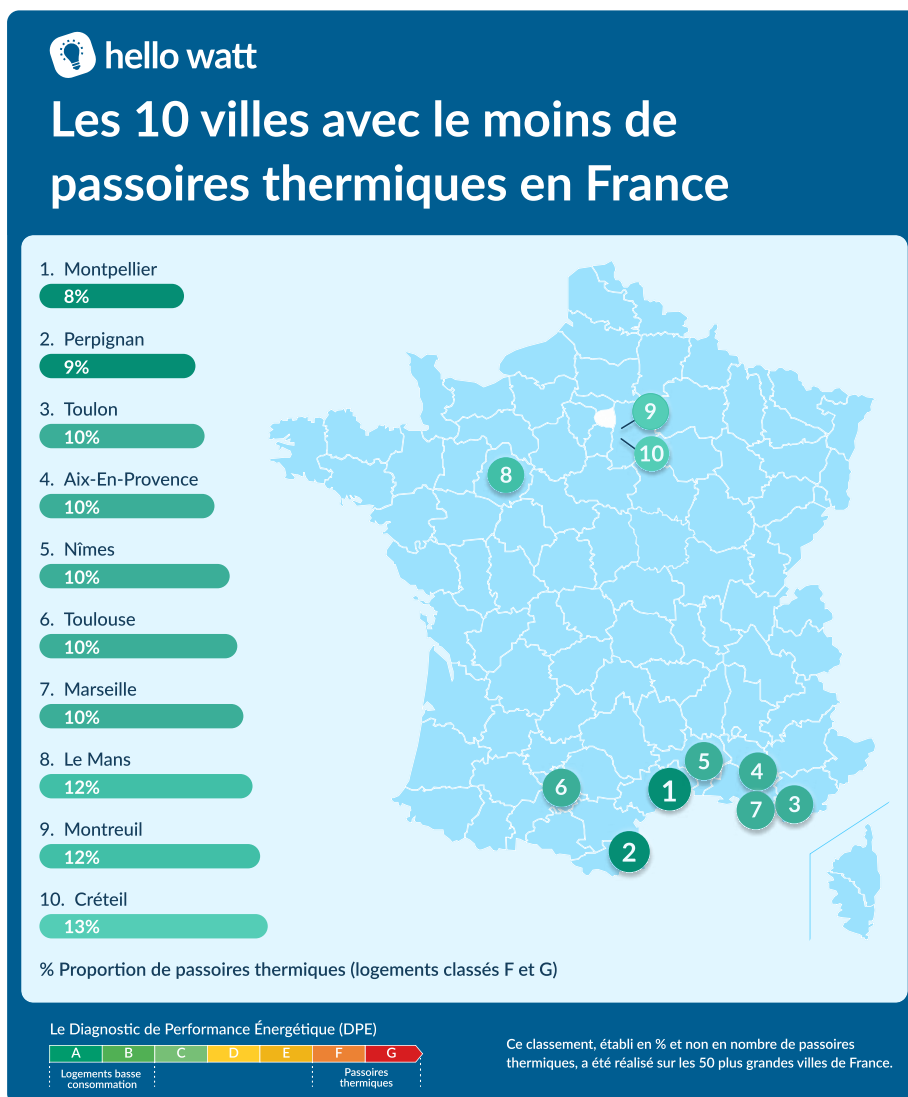 hello watt
Les 10 villes avec le moins de
passoires thermiques en France
1. Montpellier
8%
2. Perpignan
9%
3. Toulon
10%
4. Aix-En-Provence
10%
5. Nîmes
10%
6. Toulouse
10%
7. Marseille
10%
8. Le Mans
12%
9. Montreuil
12%
10. Créteil
13%
9
10
8
5
4
6
1
7
3
2
% Proportion de passoires thermiques (logements classés F et G)
Le Diagnostic de Performance Énergétique (DPE)
A B C D E F G
Logements basse
consommation
Passoires
thermiques
Ce classement, établi en % et non en nombre de passoires
thermiques, a été réalisé sur les 50 plus grandes villes de France.